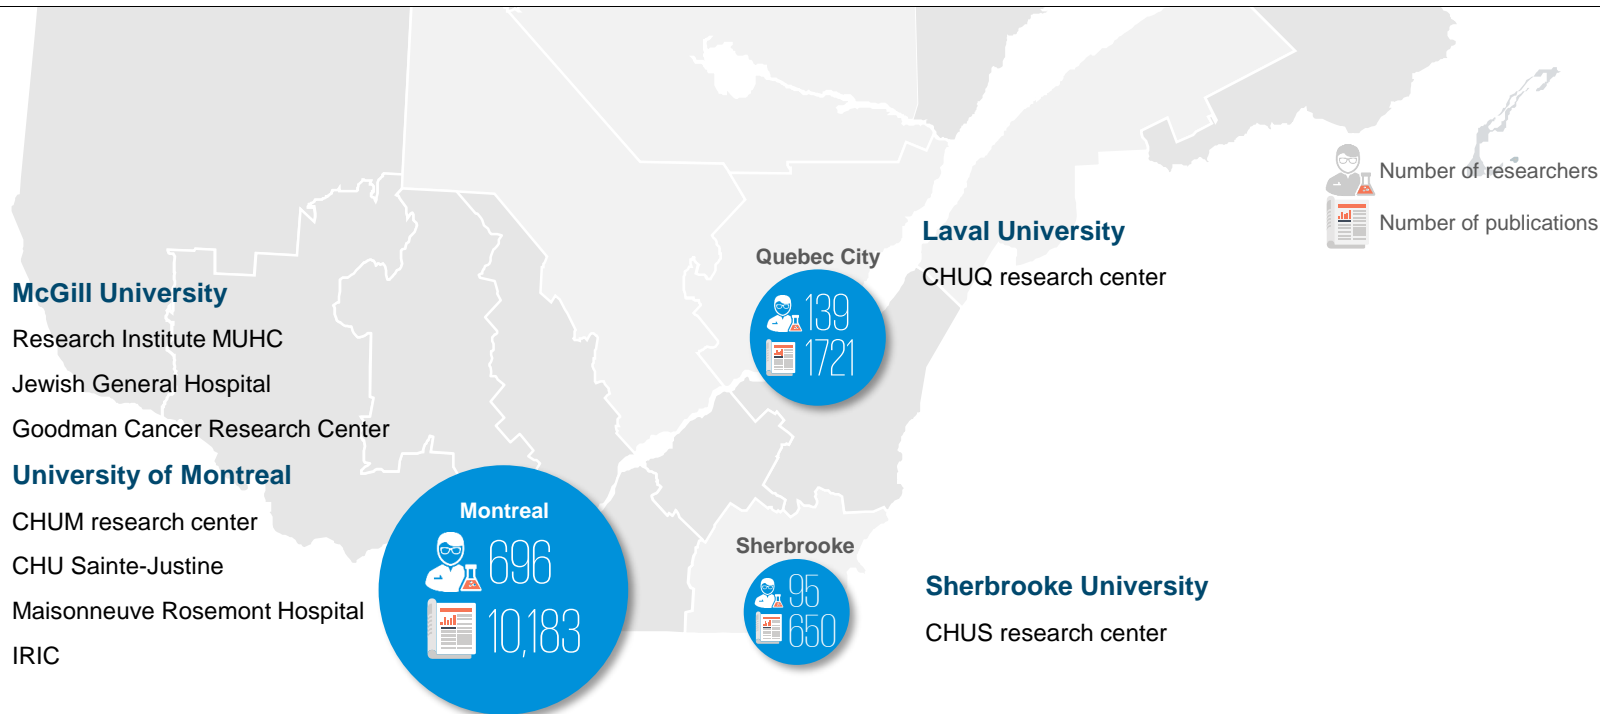 McGill University
Research Institute MUHC
Jewish General Hospital
Goodman Cancer Research Center
University of Montreal
CHUM research center
CHU Sainte-Justine
Maisonneuve Rosemont Hospital
IRIC
Montreal
696
10,183
Quebec City
139
1721
Sherbrooke
95
650
Laval University
CHUQ research center
Sherbrooke University
CHUS research center
Number of researchers
Number of publications